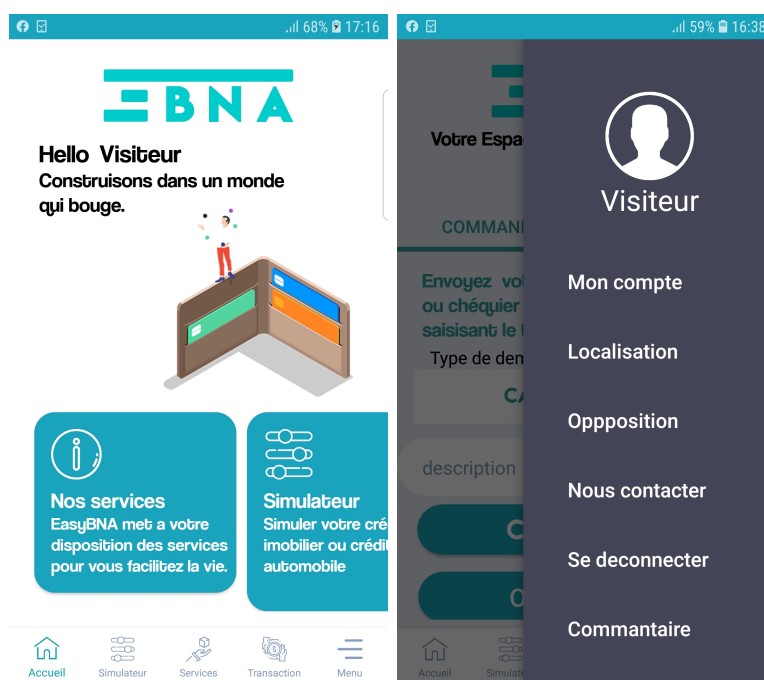 68% 17:16
BNA
Hello Visiteur
Construisons dans un monde
qui bouge.
Nos services
EasyBNA met a votre
disposition des services
pour vous facilitez la vie.
Simulateur
Simuler votre cré
imobilier ou crédi
automobile
Accueil
Simulateur
Services
Transaction
Menu
59% 16:38
Votre Espa
COMMAN
Envoyez vo
ou chéquier
saisisant le
Type de dem
CA
description
C
O
Accueil
Simulate
Visiteur
Mon compte
Localisation
Oppposition
Nous contacter
Se deconnecter
Commantaire